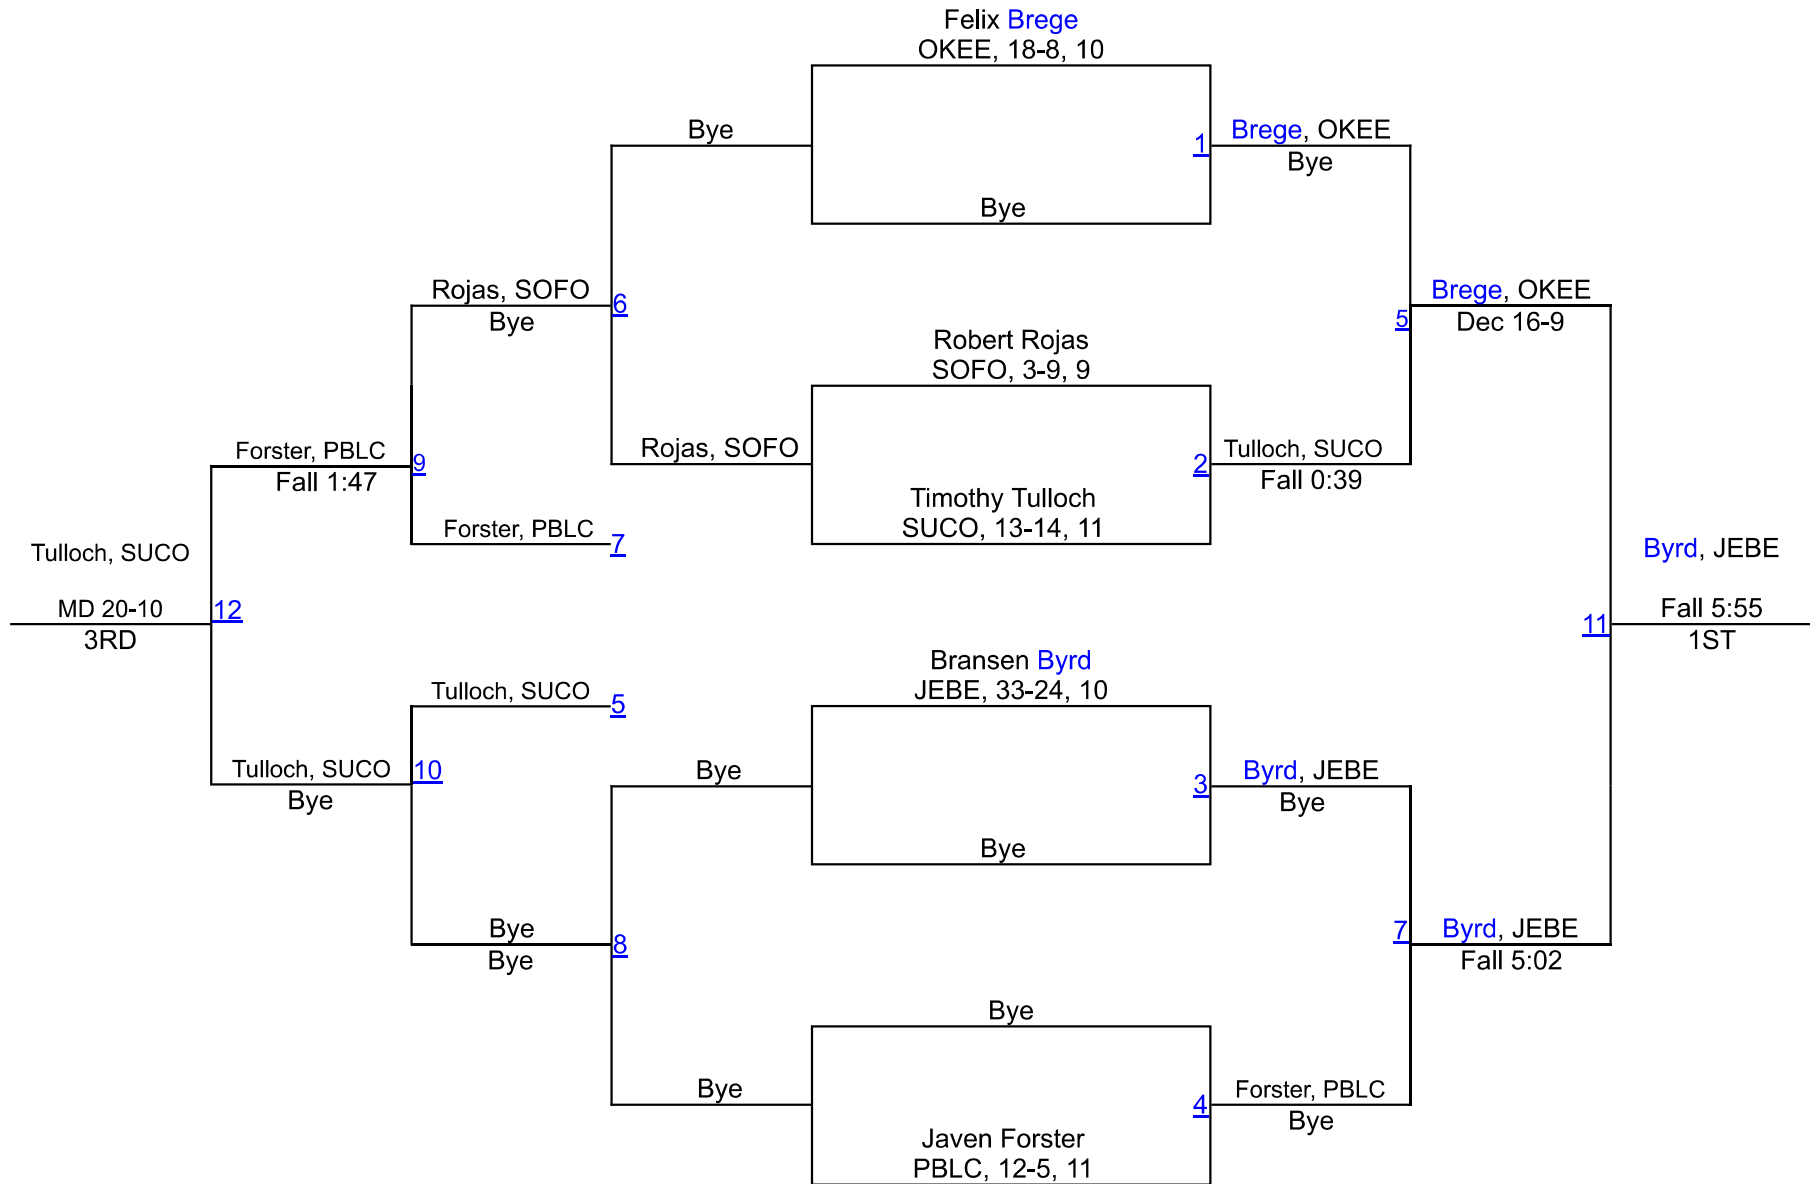 Felix Brege
OKEE, 18-8, 10
Bye
1
Brege, OKEE
Bye
Bye
Rojas, SOFO
Bye
6
Brege, OKEE
Dec 16-9
5
Robert Rojas
SOFO, 3-9, 9
Forster, PBLC
Fall 1:47
9
Rojas, SOFO
2
Tulloch, SUCO
Fall 0:39
Timothy Tulloch
SUCO, 13-14, 11
Forster, PBLC
7
Tulloch, SUCO
MD 20-10
3RD
12
Byrd, JEBE
Fall 5:55
1ST
11
Bransen Byrd
JEBE, 33-24, 10
Tulloch, SUCO
5
Tulloch, SUCO
Bye
10
Bye
3
Byrd, JEBE
Bye
Bye
Bye
Bye
8
7
Byrd, JEBE
Fall 5:02
Bye
Bye
4
Forster, PBLC
Bye
Javen Forster
PBLC, 12-5, 11